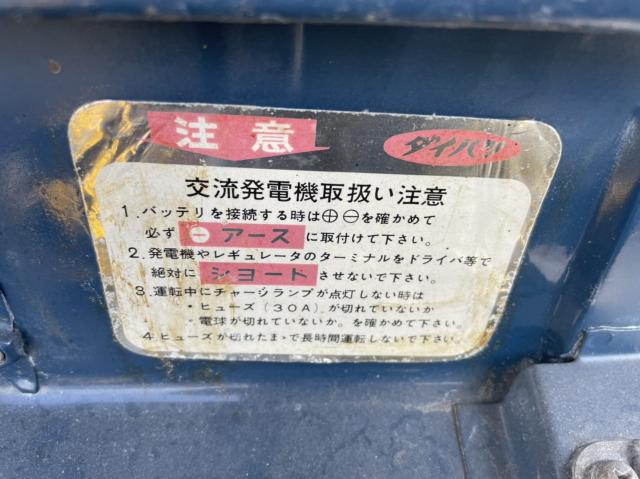 注意
ダイハツ
交流発電機取扱い注意
1.バッテリを接続する時は⊕⊖を確かめて
必ず⊖アースに取付けて下さい。
2.発電機やレギュレータのターミナルをドライバ等で
絶対にショートさせないで下さい。
3.運転中にチャージランプが点灯しない時は
・ヒューズ(30A)が切れていないか
・電球が切れていないか。を確かめて下さい。
4.ヒューズが切れたまゝで長時間運転しないで下さい。